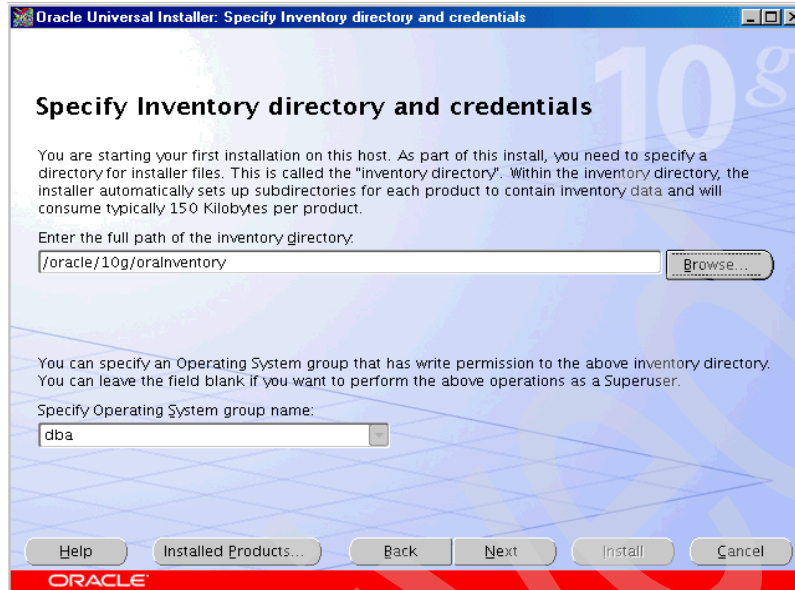 Oracle Universal Installer: Specify Inventory directory and credentials
10g
Specify Inventory directory and credentials
You are starting your first installation on this host. As part of this install, you need to specify a
directory for installer files. This is called the "inventory directory". Within the inventory directory, the
installer automatically sets up subdirectories for each product to contain inventory data and will
consume typically 150 Kilobytes per product.
Enter the full path of the inventory directory:
/oracle/10g/oraInventory
Browse...
You can specify an Operating System group that has write permission to the above inventory directory.
You can leave the field blank if you want to perform the above operations as a Superuser.
Specify Operating System group name:
dba
Help Installed Products... Back Next Install Cancel
ORACLE